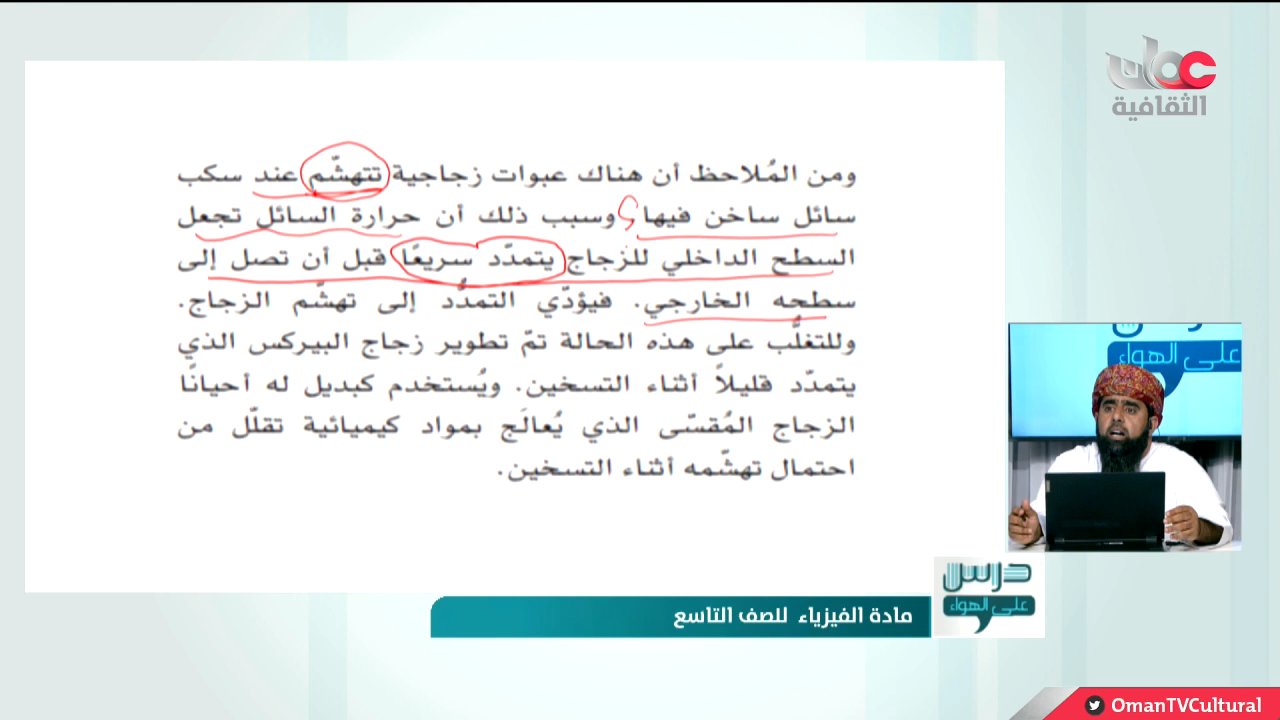 عمان
الثقافية
ومن المُلاحظ أن هناك عبوات زجاجية تتهشّم عند سكب
سائل ساخن فيها، وسبب ذلك أن حرارة السائل تجعل
السطح الداخلي للزجاج يتمدّد سريعًا قبل أن تصل إلى
سطحه الخارجي. فيؤدّي التمدُّد إلى تهشّم الزجاج.
وللتغلُّب على هذه الحالة تمّ تطوير زجاج البيركس الذي
يتمدّد قليلاً أثناء التسخين. ويُستخدم كبديل له أحيانًا
الزجاج المُقسّى الذي يُعالَج بمواد كيميائية تقلّل من
احتمال تهشّمه أثناء التسخين.
على الهواء
درس
على الهواء
مادة الفيزياء للصف التاسع
OmanTVCultural